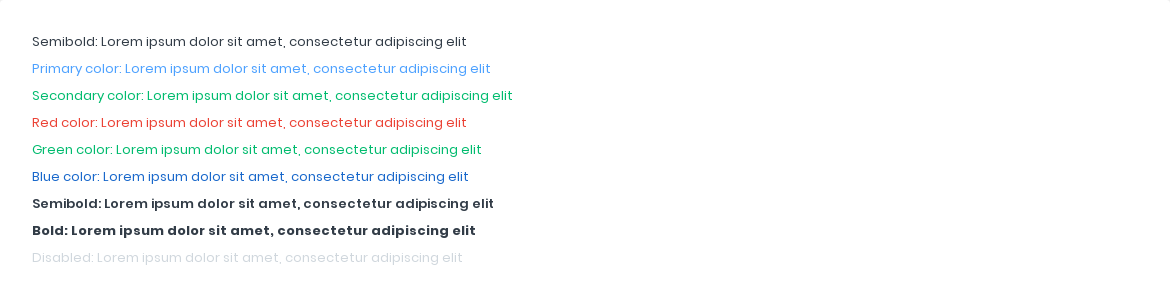 Semibold: Lorem ipsum dolor sit amet, consectetur adipiscing elit
Primary color: Lorem ipsum dolor sit amet, consectetur adipiscing elit
Secondary color: Lorem ipsum dolor sit amet, consectetur adipiscing elit
Red color: Lorem ipsum dolor sit amet, consectetur adipiscing elit
Green color: Lorem ipsum dolor sit amet, consectetur adipiscing elit
Blue color: Lorem ipsum dolor sit amet, consectetur adipiscing elit
Semibold: Lorem ipsum dolor sit amet, consectetur adipiscing elit
Bold: Lorem ipsum dolor sit amet, consectetur adipiscing elit
Disabled: Lorem ipsum dolor sit amet, consectetur adipiscing elit